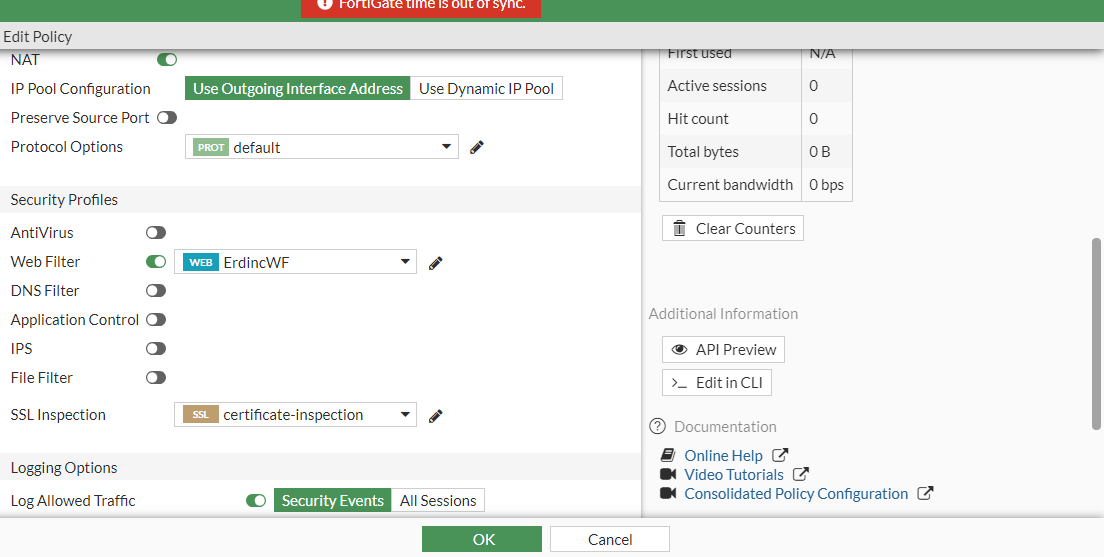 FortiGate time is out of sync.
Edit Policy
NAT
IP Pool Configuration Use Outgoing Interface Address Use Dynamic IP Pool
Preserve Source Port
Protocol Options PROT default
Security Profiles
AntiVirus
Web Filter WEB ErdincWF
DNS Filter
Application Control
IPS
File Filter
SSL Inspection SSL certificate-inspection
Logging Options
Log Allowed Traffic Security Events All Sessions
First used N/A
Active sessions 0
Hit count 0
Total bytes 0 B
Current bandwidth 0 bps
Clear Counters
Additional Information
API Preview
>_ Edit in CLI
? Documentation
Online Help
Video Tutorials
Consolidated Policy Configuration
OK Cancel